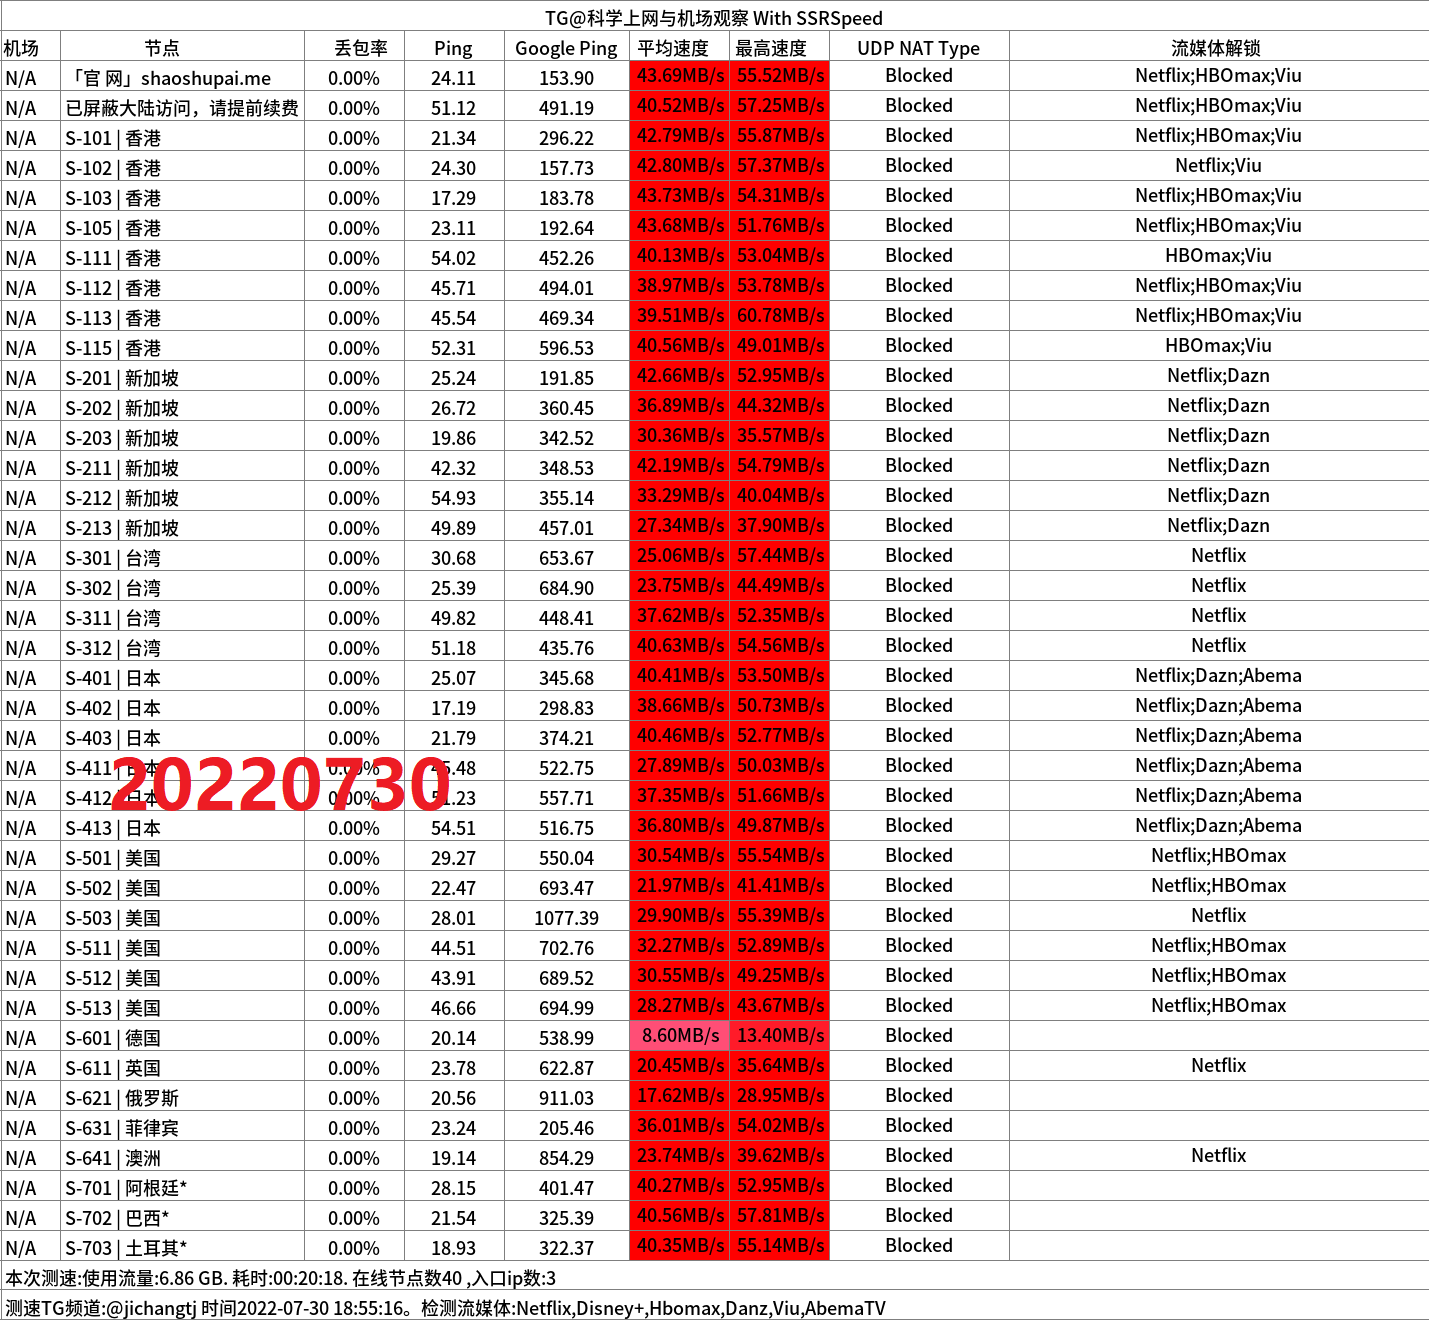 TG@科学上网与机场观察 With SSRSpeed
机场 节点 丢包率 Ping Google Ping 平均速度 最高速度 UDP NAT Type 流媒体解锁
N/A 「官 网」shaoshupai.me 0.00% 24.11 153.90 43.69MB/s 55.52MB/s Blocked Netflix;HBOmax;Viu
N/A 已屏蔽大陆访问，请提前续费 0.00% 51.12 491.19 40.52MB/s 57.25MB/s Blocked Netflix;HBOmax;Viu
N/A S-101 | 香港 0.00% 21.34 296.22 42.79MB/s 55.87MB/s Blocked Netflix;HBOmax;Viu
N/A S-102 | 香港 0.00% 24.30 157.73 42.80MB/s 57.37MB/s Blocked Netflix;Viu
N/A S-103 | 香港 0.00% 17.29 183.78 43.73MB/s 54.31MB/s Blocked Netflix;HBOmax;Viu
N/A S-105 | 香港 0.00% 23.11 192.64 43.68MB/s 51.76MB/s Blocked Netflix;HBOmax;Viu
N/A S-111 | 香港 0.00% 54.02 452.26 40.13MB/s 53.04MB/s Blocked HBOmax;Viu
N/A S-112 | 香港 0.00% 45.71 494.01 38.97MB/s 53.78MB/s Blocked Netflix;HBOmax;Viu
N/A S-113 | 香港 0.00% 45.54 469.34 39.51MB/s 60.78MB/s Blocked Netflix;HBOmax;Viu
N/A S-115 | 香港 0.00% 52.31 596.53 40.56MB/s 49.01MB/s Blocked HBOmax;Viu
N/A S-201 | 新加坡 0.00% 25.24 191.85 42.66MB/s 52.95MB/s Blocked Netflix;Dazn
N/A S-202 | 新加坡 0.00% 26.72 360.45 36.89MB/s 44.32MB/s Blocked Netflix;Dazn
N/A S-203 | 新加坡 0.00% 19.86 342.52 30.36MB/s 35.57MB/s Blocked Netflix;Dazn
N/A S-211 | 新加坡 0.00% 42.32 348.53 42.19MB/s 54.79MB/s Blocked Netflix;Dazn
N/A S-212 | 新加坡 0.00% 54.93 355.14 33.29MB/s 40.04MB/s Blocked Netflix;Dazn
N/A S-213 | 新加坡 0.00% 49.89 457.01 27.34MB/s 37.90MB/s Blocked Netflix;Dazn
N/A S-301 | 台湾 0.00% 30.68 653.67 25.06MB/s 57.44MB/s Blocked Netflix
N/A S-302 | 台湾 0.00% 25.39 684.90 23.75MB/s 44.49MB/s Blocked Netflix
N/A S-311 | 台湾 0.00% 49.82 448.41 37.62MB/s 52.35MB/s Blocked Netflix
N/A S-312 | 台湾 0.00% 51.18 435.76 40.63MB/s 54.56MB/s Blocked Netflix
N/A S-401 | 日本 0.00% 25.07 345.68 40.41MB/s 53.50MB/s Blocked Netflix;Dazn;Abema
N/A S-402 | 日本 0.00% 17.19 298.83 38.66MB/s 50.73MB/s Blocked Netflix;Dazn;Abema
N/A S-403 | 日本 0.00% 21.79 374.21 40.46MB/s 52.77MB/s Blocked Netflix;Dazn;Abema
N/A S-411 | 日本 0.00% 45.48 522.75 27.89MB/s 50.03MB/s Blocked Netflix;Dazn;Abema
20220730
N/A S-412 | 日本 0.00% 51.23 557.71 37.35MB/s 51.66MB/s Blocked Netflix;Dazn;Abema
N/A S-413 | 日本 0.00% 54.51 516.75 36.80MB/s 49.87MB/s Blocked Netflix;Dazn;Abema
N/A S-501 | 美国 0.00% 29.27 550.04 30.54MB/s 55.54MB/s Blocked Netflix;HBOmax
N/A S-502 | 美国 0.00% 22.47 693.47 21.97MB/s 41.41MB/s Blocked Netflix;HBOmax
N/A S-503 | 美国 0.00% 28.01 1077.39 29.90MB/s 55.39MB/s Blocked Netflix
N/A S-511 | 美国 0.00% 44.51 702.76 32.27MB/s 52.89MB/s Blocked Netflix;HBOmax
N/A S-512 | 美国 0.00% 43.91 689.52 30.55MB/s 49.25MB/s Blocked Netflix;HBOmax
N/A S-513 | 美国 0.00% 46.66 694.99 28.27MB/s 43.67MB/s Blocked Netflix;HBOmax
N/A S-601 | 德国 0.00% 20.14 538.99 8.60MB/s 13.40MB/s Blocked
N/A S-611 | 英国 0.00% 23.78 622.87 20.45MB/s 35.64MB/s Blocked Netflix
N/A S-621 | 俄罗斯 0.00% 20.56 911.03 17.62MB/s 28.95MB/s Blocked
N/A S-631 | 菲律宾 0.00% 23.24 205.46 36.01MB/s 54.02MB/s Blocked
N/A S-641 | 澳洲 0.00% 19.14 854.29 23.74MB/s 39.62MB/s Blocked Netflix
N/A S-701 | 阿根廷* 0.00% 28.15 401.47 40.27MB/s 52.95MB/s Blocked
N/A S-702 | 巴西* 0.00% 21.54 325.39 40.56MB/s 57.81MB/s Blocked
N/A S-703 | 土耳其* 0.00% 18.93 322.37 40.35MB/s 55.14MB/s Blocked
本次测速:使用流量:6.86 GB. 耗时:00:20:18. 在线节点数40 ,入口ip数:3
测速TG频道:@jichangtj 时间2022-07-30 18:55:16。检测流媒体:Netflix,Disney+,Hbomax,Danz,Viu,AbemaTV